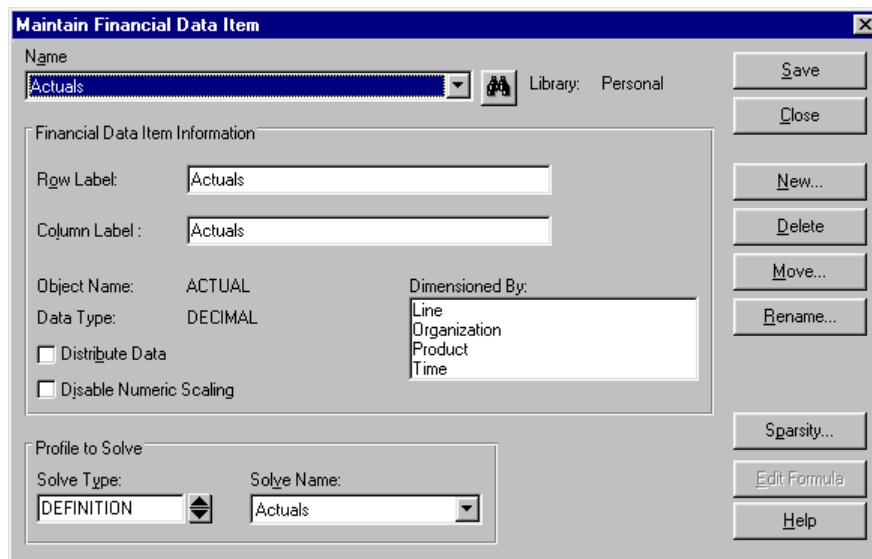 Maintain Financial Data Item
Name
Actuals
Library: Personal
Save
Close
Financial Data Item Information
Row Label: Actuals
Column Label : Actuals
Object Name: ACTUAL
Data Type: DECIMAL
Distribute Data
Disable Numeric Scaling
Dimensioned By:
Line
Organization
Product
Time
New...
Delete
Move...
Rename...
Profile to Solve
Solve Type:
DEFINITION
Solve Name:
Actuals
Sparsity...
Edit Formula
Help